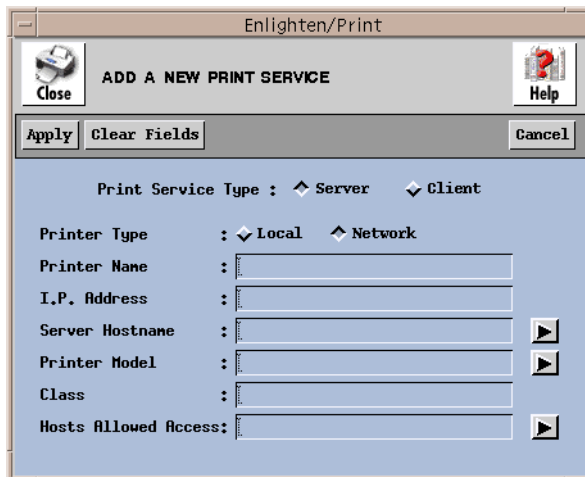 Enlighten/Print
Close
ADD A NEW PRINT SERVICE
Help
Apply Clear Fields Cancel
Print Service Type : Server Client
Printer Type : Local Network
Printer Name :
I.P. Address :
Server Hostname :
Printer Model :
Class :
Hosts Allowed Access: